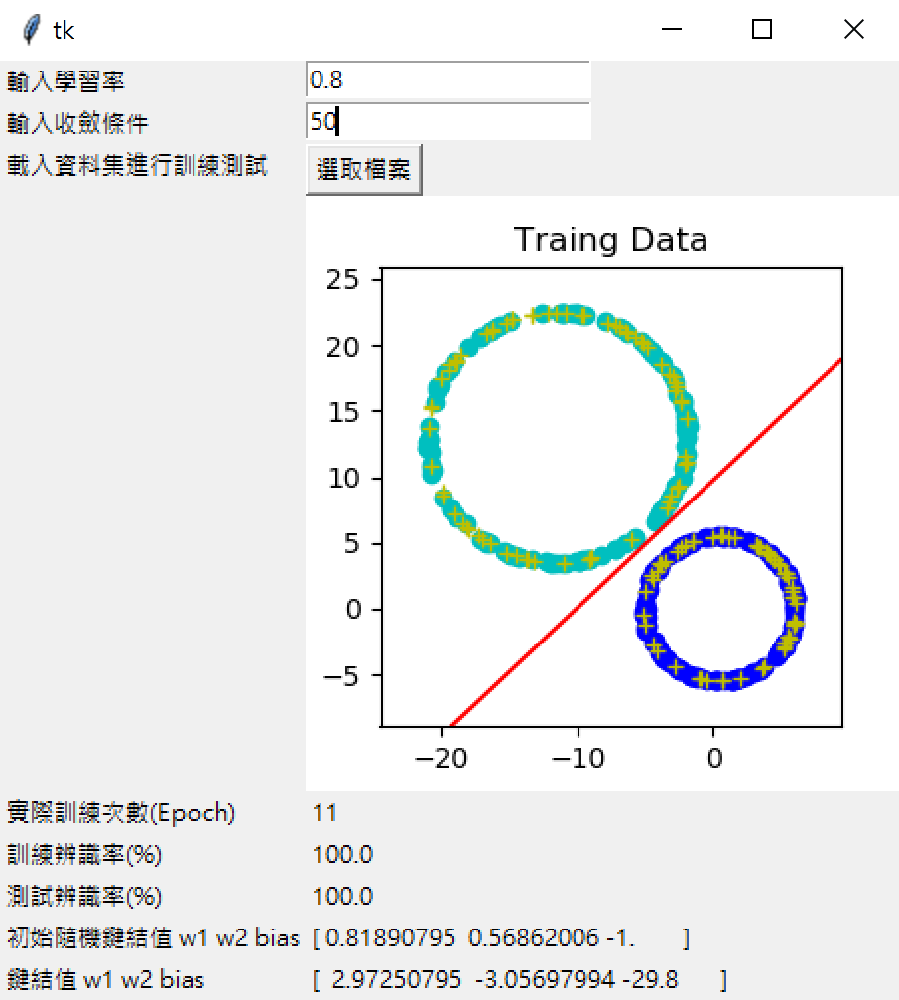 tk
輸入學習率 0.8
輸入收斂條件 50
載入資料集進行訓練測試 選取檔案
Traing Data
25
20
15
10
5
0
−5
−20 −10 0
實際訓練次數(Epoch) 11
訓練辨識率(%) 100.0
測試辨識率(%) 100.0
初始隨機鍵結值 w1 w2 bias [ 0.81890795 0.56862006 -1. ]
鍵結值 w1 w2 bias [ 2.97250795 -3.05697994 -29.8 ]